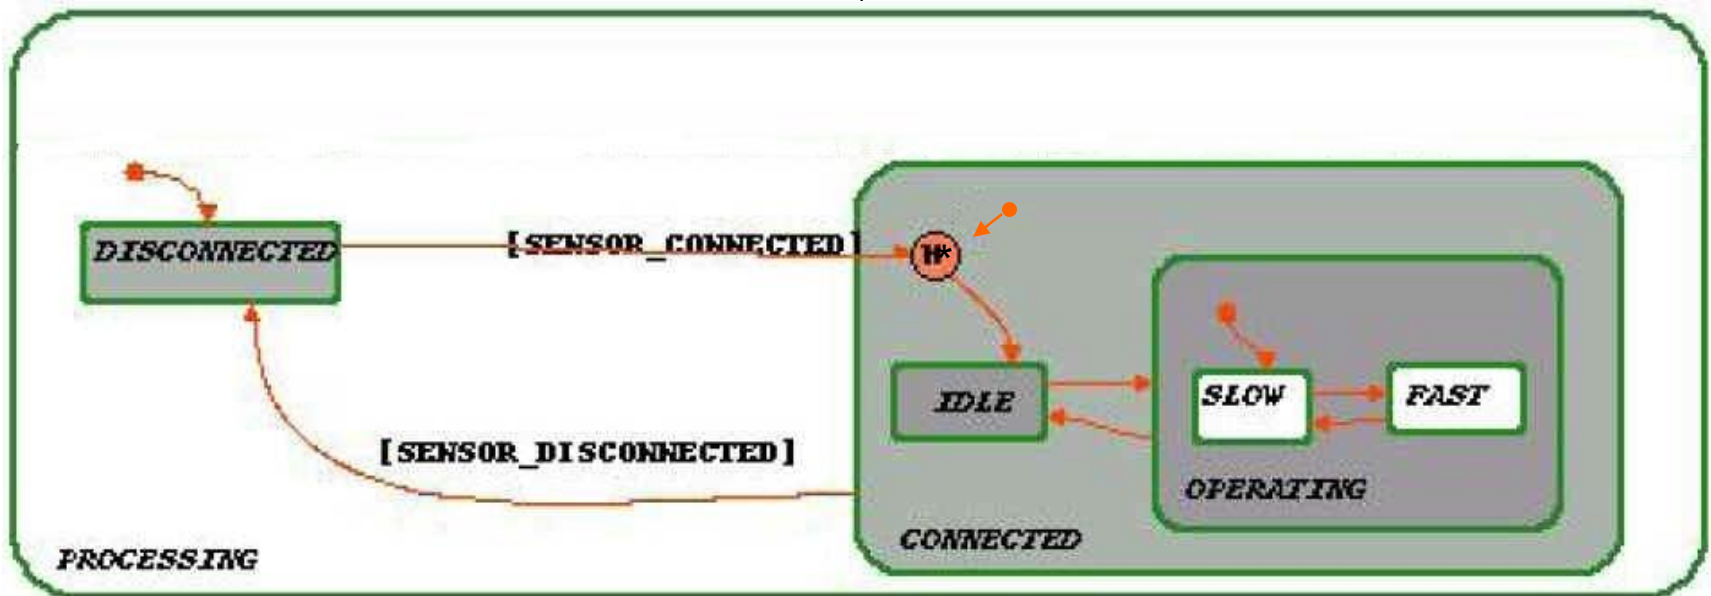 DISCONNECTED
[SENSOR_CONNECTED]
H*
IDLE
SLOW
FAST
[SENSOR_DISCONNECTED]
OPERATING
CONNECTED
PROCESSING